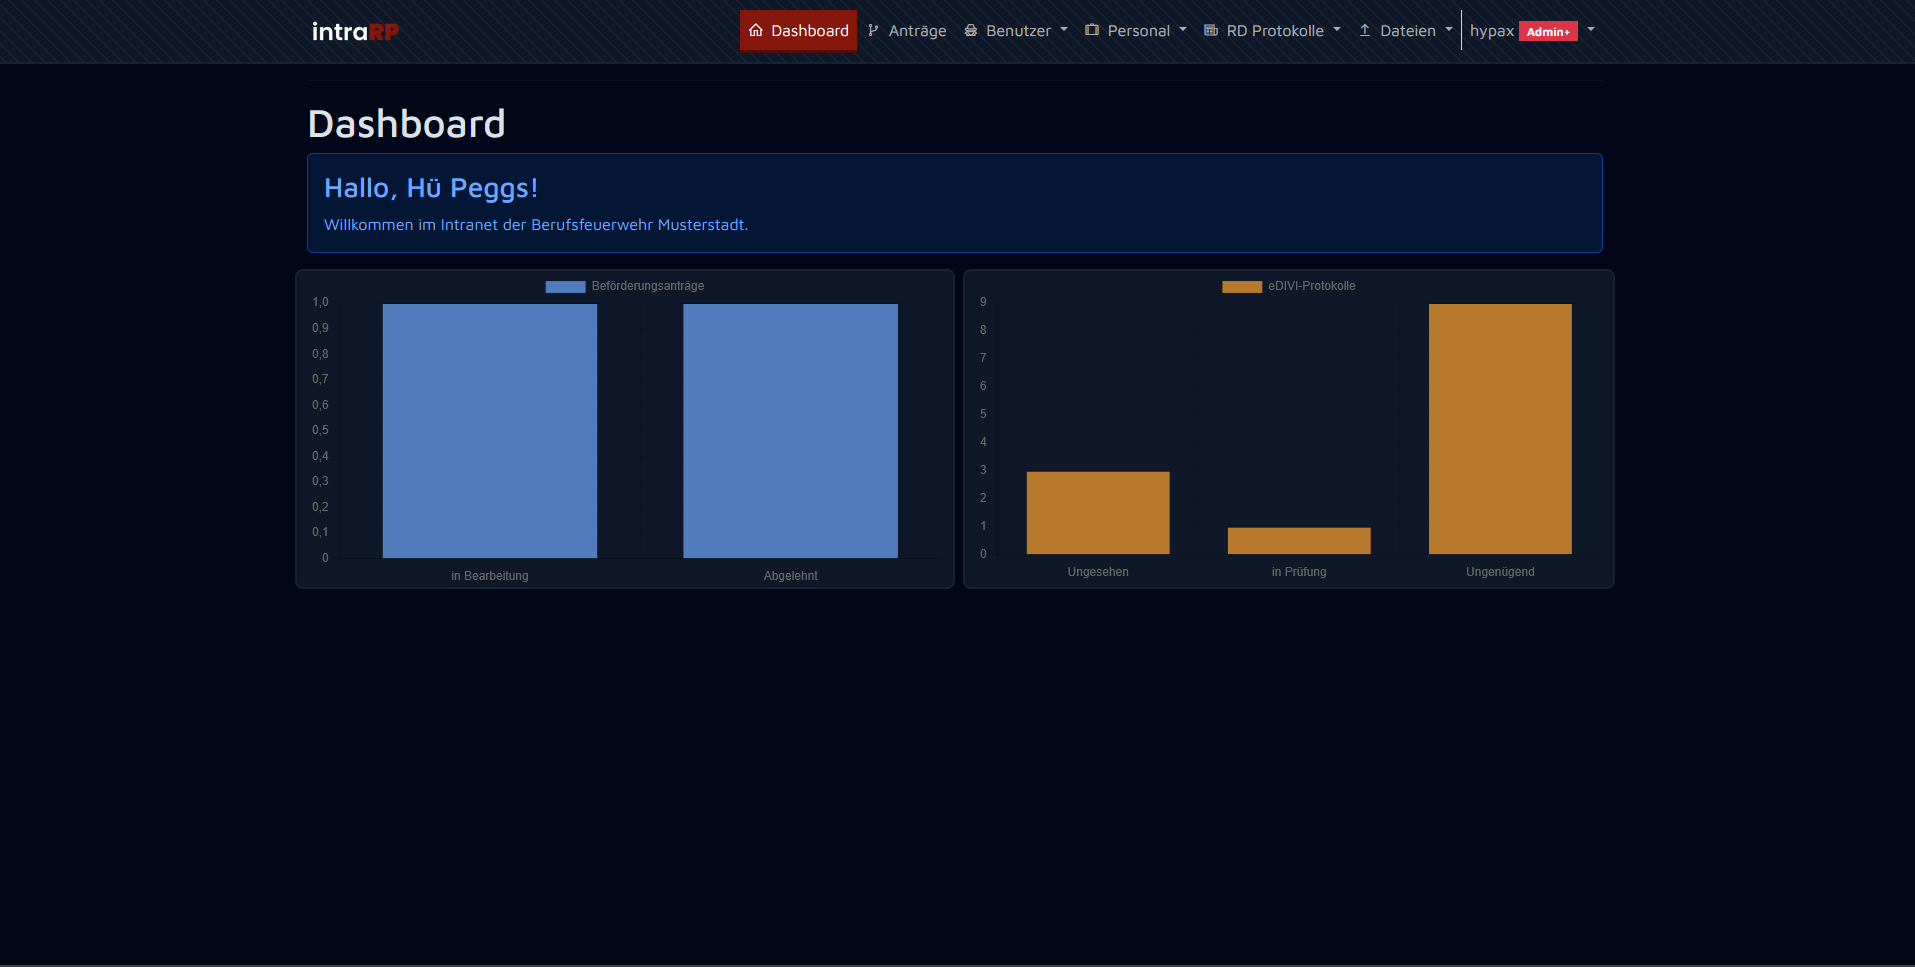 intraRP
Dashboard
Anträge
Benutzer
Personal
RD Protokolle
Dateien
hypax Admin+
Dashboard
Hallo, Hü Peggs!
Willkommen im Intranet der Berufsfeuerwehr Musterstadt.
Beförderungsanträge
1,0
0,9
0,8
0,7
0,6
0,5
0,4
0,3
0,2
0,1
0
in Bearbeitung
Abgelehnt
eDIVI-Protokolle
9
8
7
6
5
4
3
2
1
0
Ungesehen
in Prüfung
Ungenügend